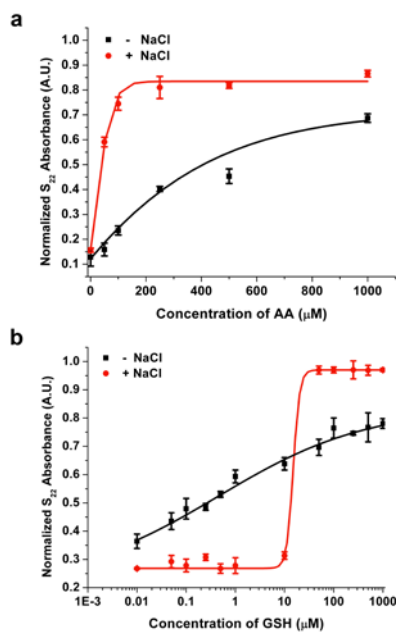 a
- NaCl
+ NaCl
Normalized S₂₂ Absorbance (A.U.)
1.0
0.9
0.8
0.7
0.6
0.5
0.4
0.3
0.2
0.1
0 200 400 600 800 1000
Concentration of AA (μM)
b
- NaCl
+ NaCl
Normalized S₂₂ Absorbance (A.U.)
1.0
0.9
0.8
0.7
0.6
0.5
0.4
0.3
0.2
1E-3 0.01 0.1 1 10 100 1000
Concentration of GSH (μM)